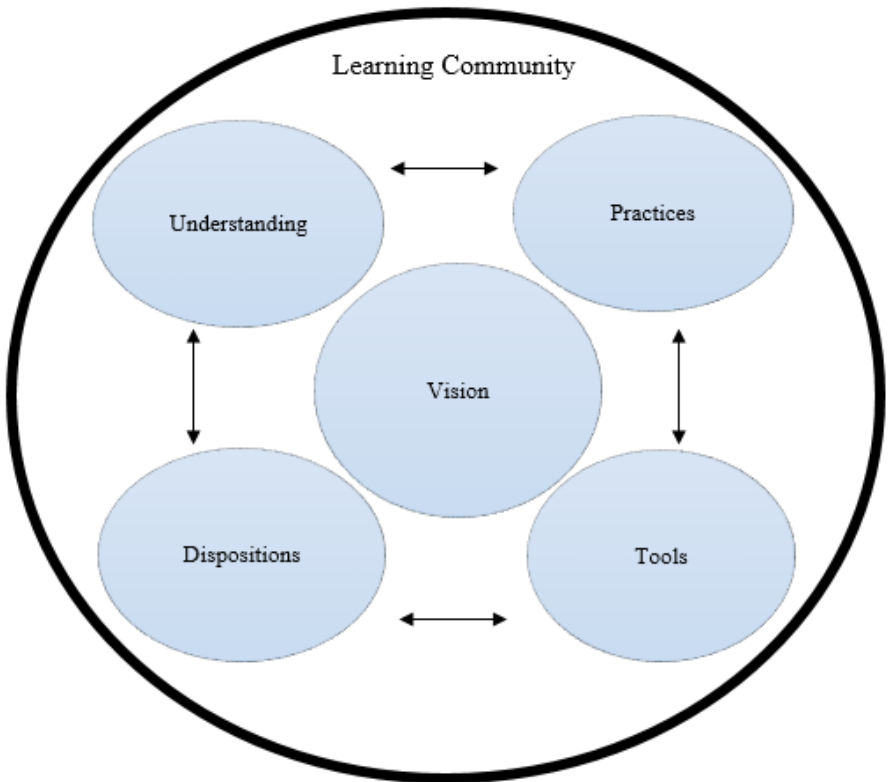 Learning Community
Understanding
Practices
Vision
Dispositions
Tools